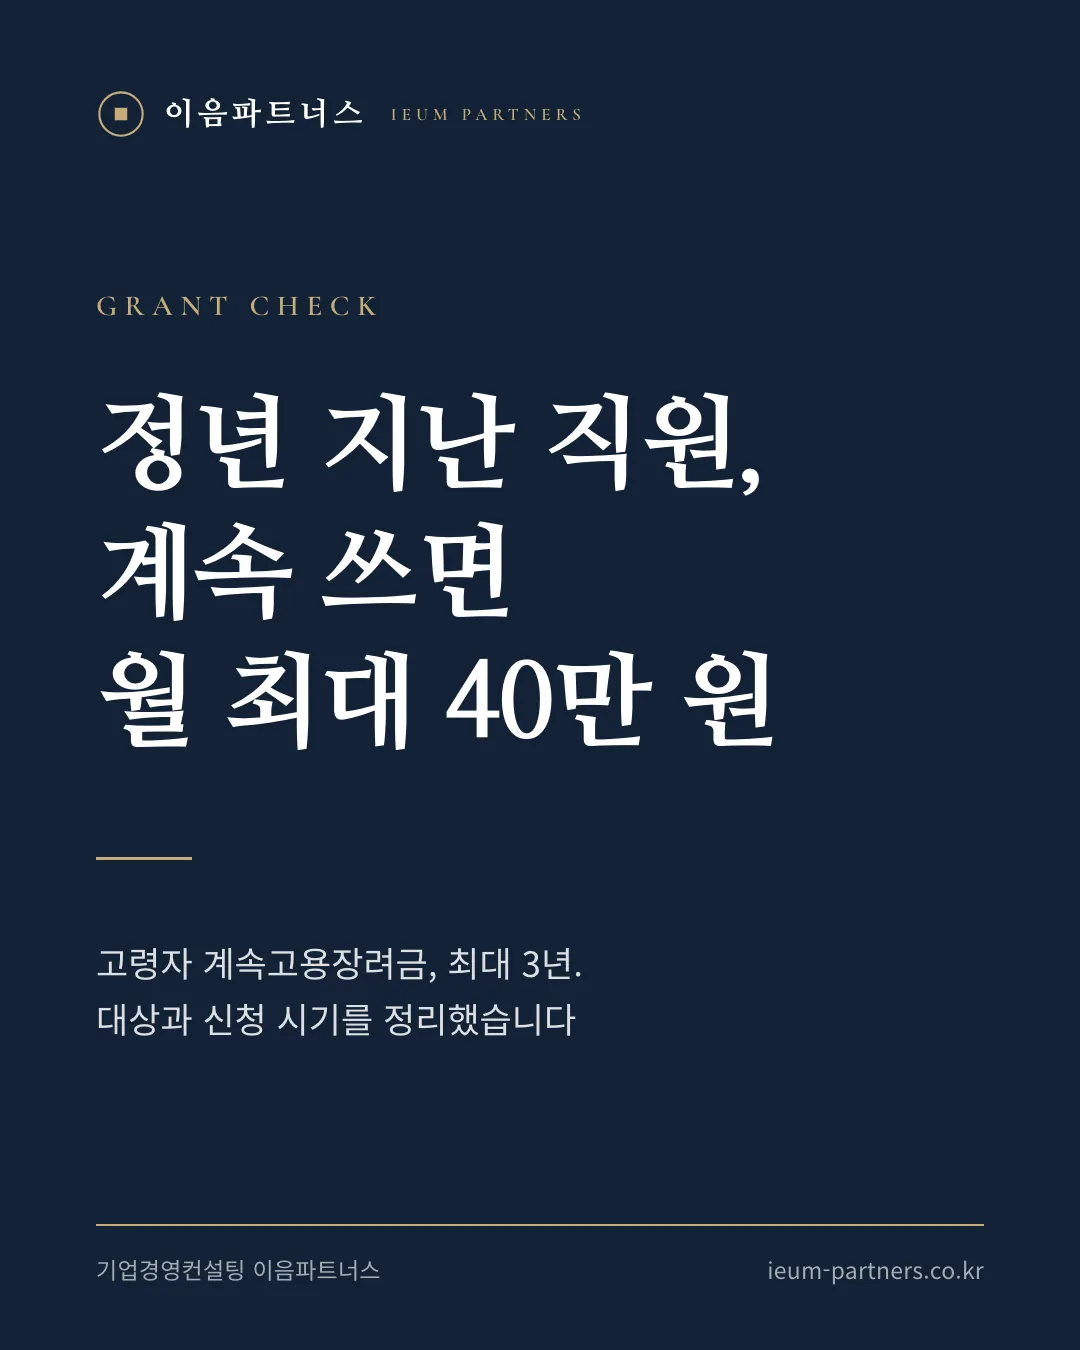 이음파트너스 IEUM PARTNERS
GRANT CHECK
정년 지난 직원,
계속 쓰면
월 최대 40만 원
고령자 계속고용장려금, 최대 3년.
대상과 신청 시기를 정리했습니다
기업경영컨설팅 이음파트너스 ieum-partners.co.kr